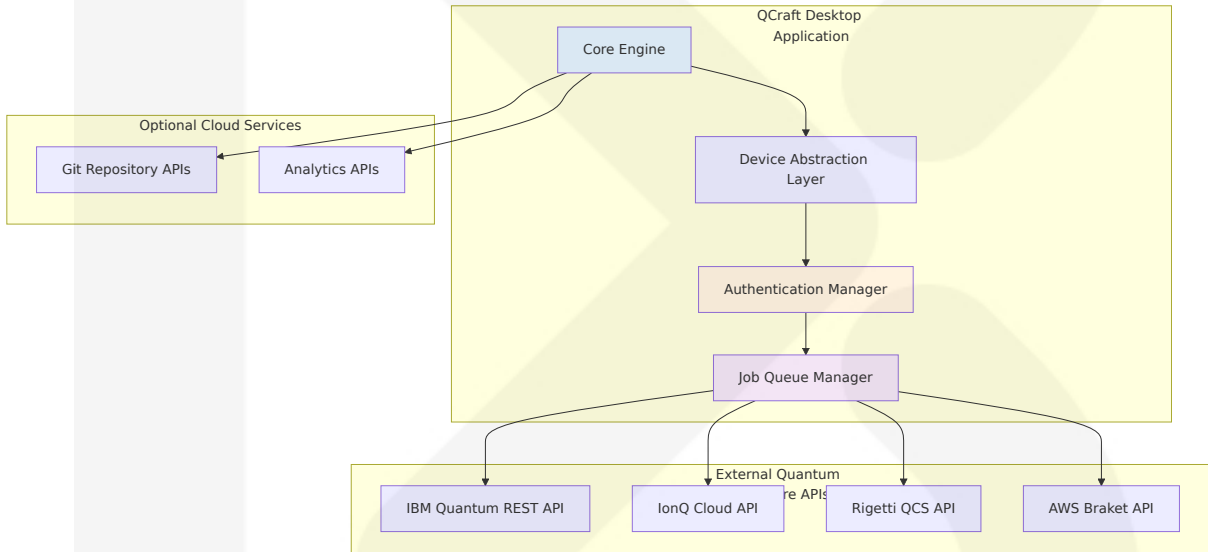 QCraft Desktop
Application
Core Engine
Optional Cloud Services
Git Repository APIs
Analytics APIs
Device Abstraction
Layer
Authentication Manager
Job Queue Manager
External Quantum
APIs
IBM Quantum REST API
IonQ Cloud API
Rigetti QCS API
AWS Braket API